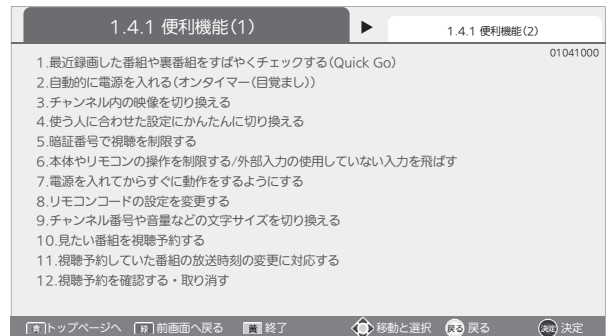 1.4.1 便利機能(1)
▶
1.4.1 便利機能(2)
01041000
1.最近録画した番組や裏番組をすばやくチェックする(Quick Go)
2.自動的に電源を入れる(オンタイマー(目覚まし))
3.チャンネル内の映像を切り換える
4.使う人に合わせた設定にかんたんに切り換える
5.暗証番号で視聴を制限する
6.本体やリモコンの操作を制限する/外部入力の使用していない入力を飛ばす
7.電源を入れてからすぐに動作をするようにする
8.リモコンコードの設定を変更する
9.チャンネル番号や音量などの文字サイズを切り換える
10.見たい番組を視聴予約する
11.視聴予約していた番組の放送時刻の変更に対応する
12.視聴予約を確認する・取り消す
青 トップページへ 緑 前画面へ戻る 黄 終了 移動と選択 戻る 戻る 決定 決定